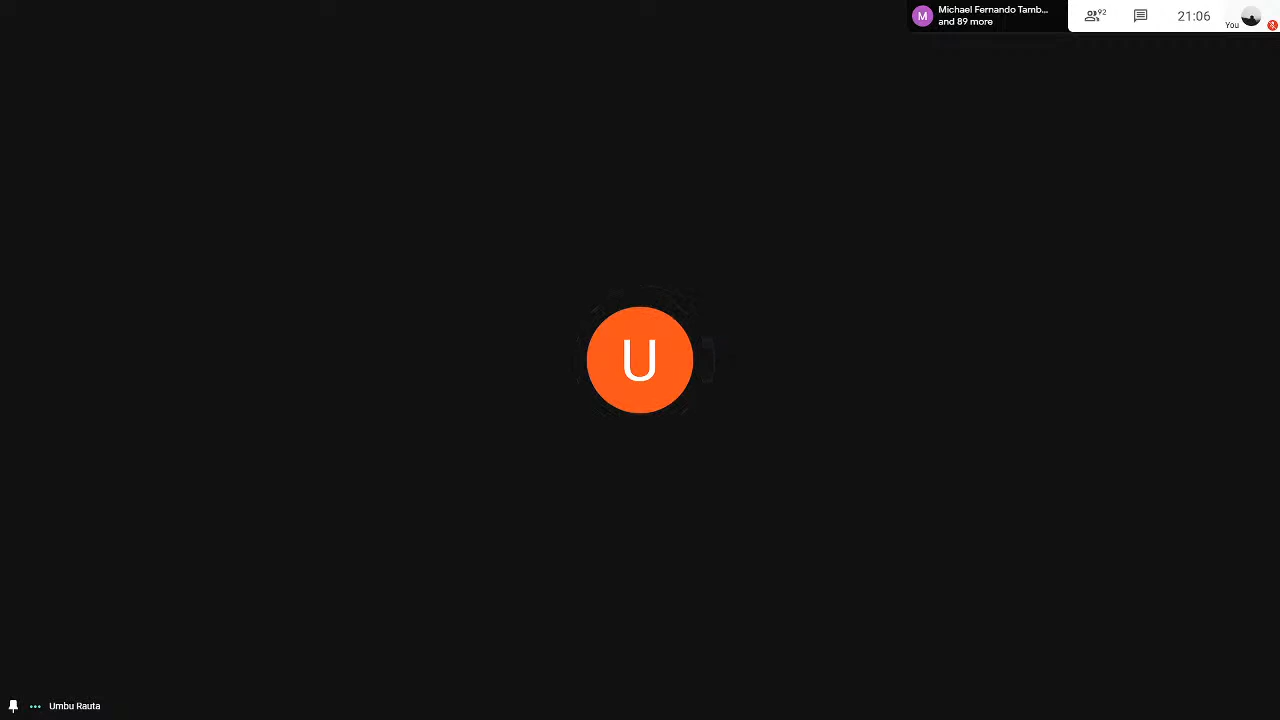 M
Michael Fernando Tamb...
and 89 more
92
21:06
You
U
Umbu Rauta